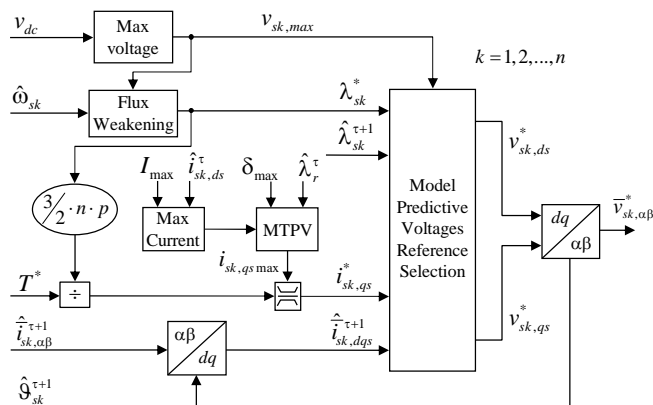 v_dc
Max
voltage
v_sk,max
k = 1,2,...,n
ω̂_sk
Flux
Weakening
λ*_sk
λ̂^τ+1_sk
v*_sk,ds
I_max
î^τ_sk,ds
δ_max
λ̂^τ_r
3/2 · n · p
Max
Current
MTPV
Model
Predictive
Voltages
Reference
Selection
dq
αβ
v̄*_sk,αβ
i_sk,qs max
T*
÷
i*_sk,qs
v*_sk,qs
î̄^τ+1_sk,αβ
αβ
dq
î̄^τ+1_sk,dqs
ϑ̂^τ+1_sk